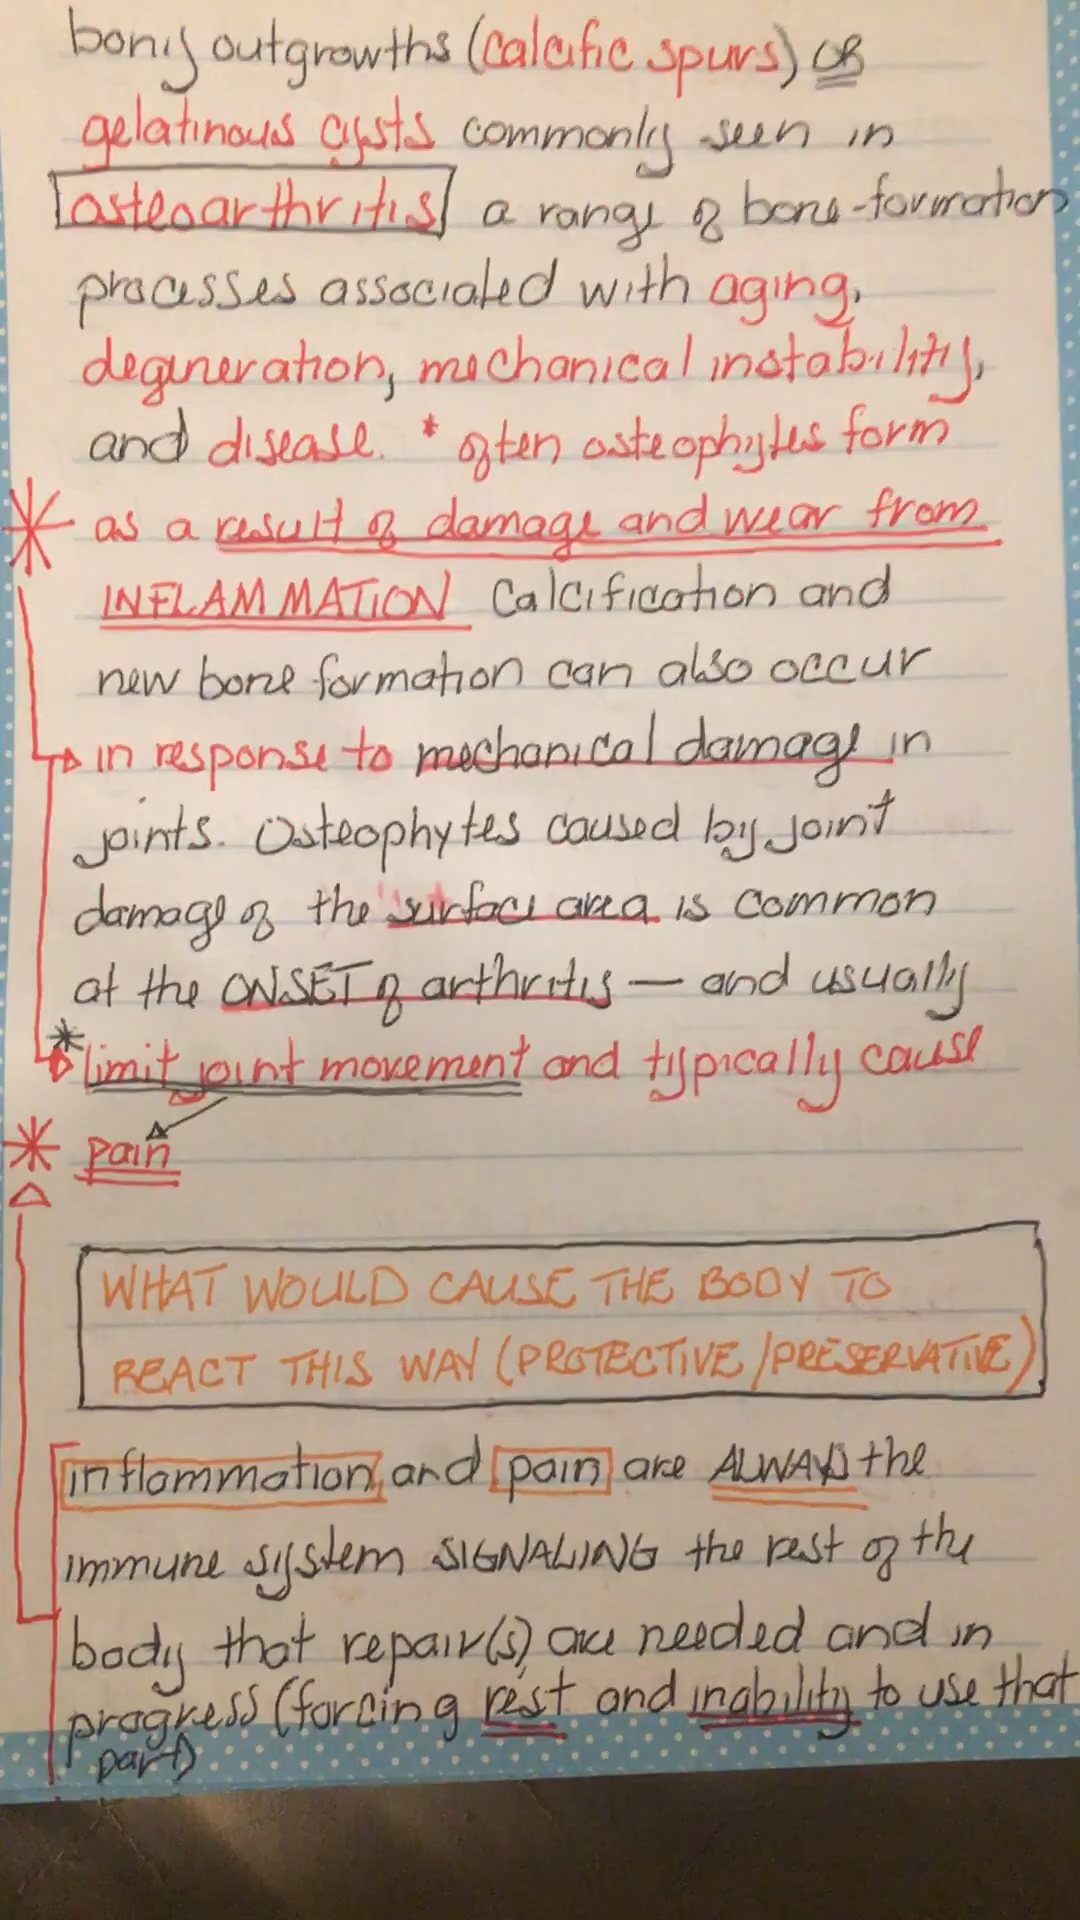 bony outgrowths (calcific spurs) OR
gelatinous cysts commonly seen in
osteoarthritis a range of bone-formation
processes associated with aging,
degeneration, mechanical instability,
and disease. * often osteophytes form
* as a result of damage and wear from
INFLAMMATION Calcification and
new bone formation can also occur
in response to mechanical damage in
joints. Osteophytes caused by joint
damage of the surface area is common
at the ONSET of arthritis — and usually
* limit joint movement and typically cause
* pain
WHAT WOULD CAUSE THE BODY TO
REACT THIS WAY (PROTECTIVE/PRESERVATIVE)
inflammation and pain are ALWAYS the
immune system SIGNALING the rest of the
body that repair(s) are needed and in
progress (forcing rest and inability to use that
part)